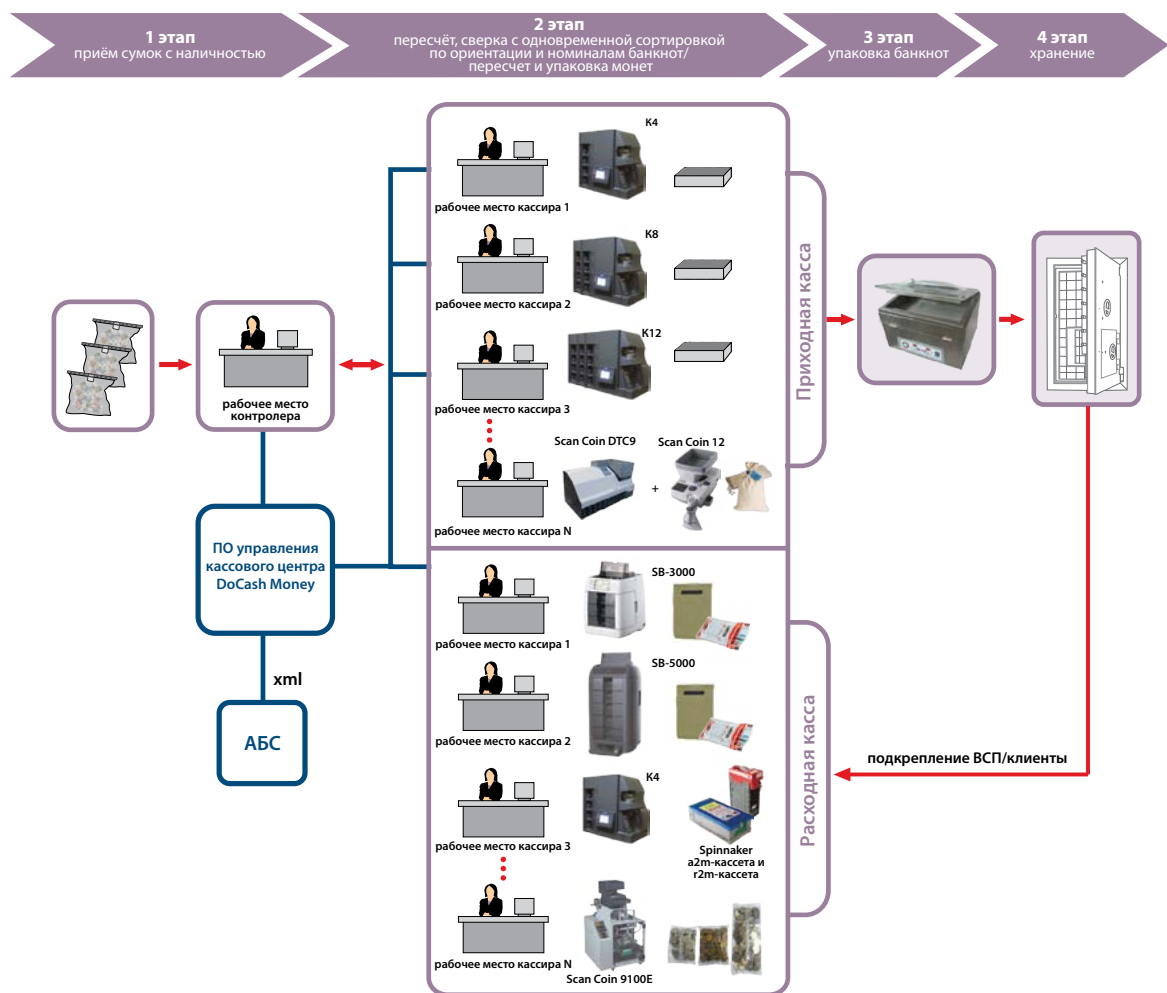 1 этап
приём сумок с наличностью
2 этап
пересчёт, сверка с одновременной сортировкой
по ориентации и номиналам банкнот/
пересчет и упаковка монет
3 этап
упаковка банкнот
4 этап
хранение
K4
рабочее место кассира 1
K8
рабочее место кассира 2
K12
рабочее место кассира 3
Scan Coin DTC9
Scan Coin 12
+
рабочее место кассира N
Приходная касса
рабочее место
контролера
ПО управления
кассового центра
DoCash Money
xml
АБС
SB-3000
рабочее место кассира 1
SB-5000
рабочее место кассира 2
K4
рабочее место кассира 3
Spinnaker
a2m-кассета и
r2m-кассета
рабочее место кассира N
Scan Coin 9100E
Расходная касса
подкрепление ВСП/клиенты